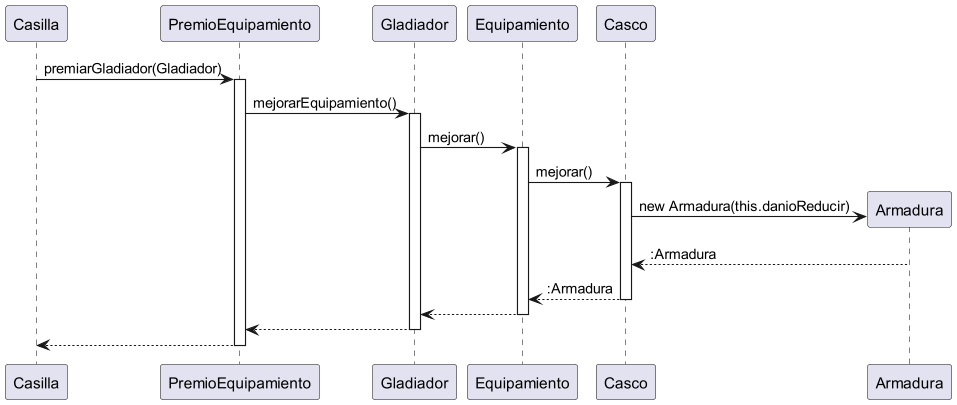 Casilla PremioEquipamiento Gladiador Equipamiento Casco
premiarGladiador(Gladiador)
mejorarEquipamiento()
mejorar()
mejorar()
new Armadura(this.danioReducir)
Armadura
:Armadura
:Armadura
Casilla PremioEquipamiento Gladiador Equipamiento Casco Armadura